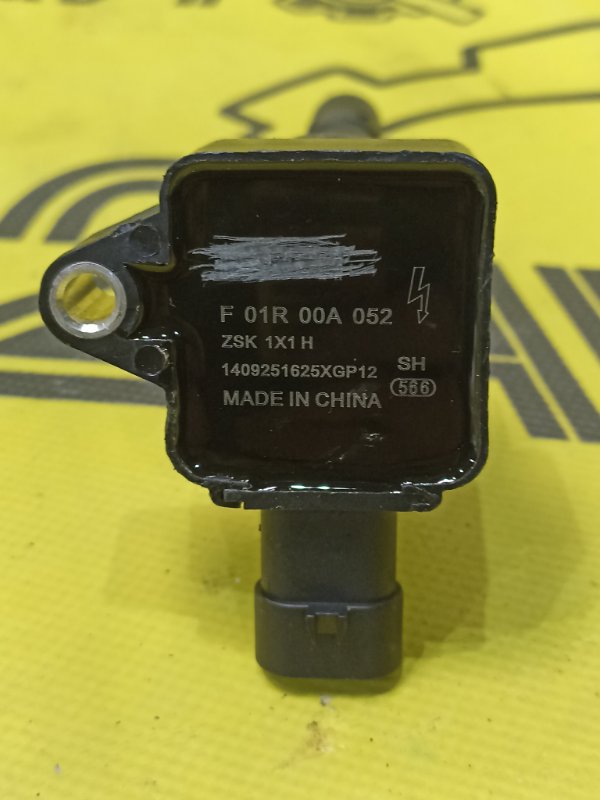 F 01R 00A 052
ZSK 1X1 H
1409251625XGP12
SH
566
MADE IN CHINA